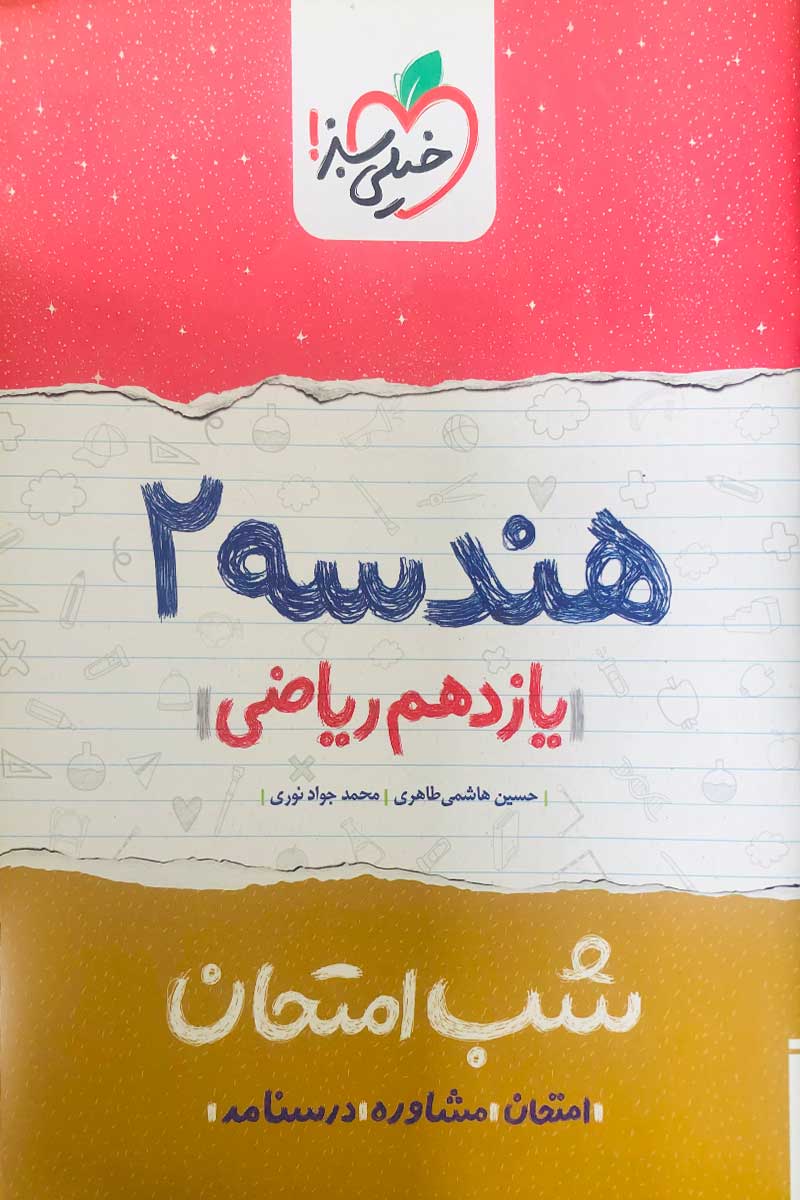 خیلی سبز!
هندسه ۲
یازدهم ریاضی
| حسین هاشمی‌طاهری | محمد جواد نوری |
شب امتحان
امتحان | مشاوره | درسنامه